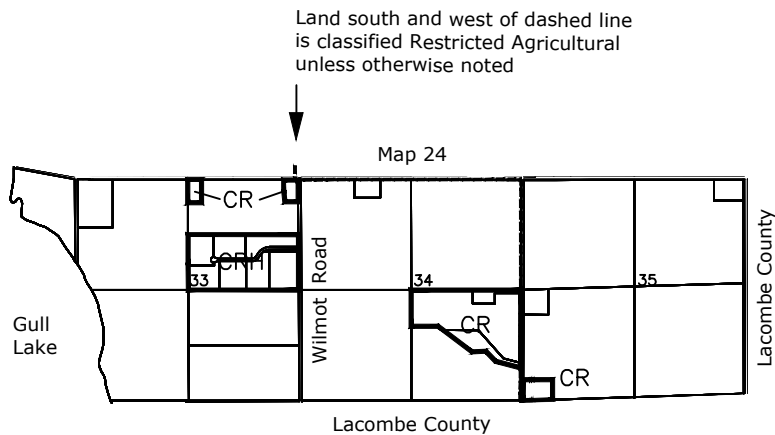 Land south and west of dashed line
is classified Restricted Agricultural
unless otherwise noted
Map 24
CR
CRH
33
Wilmot Road
34
35
CR
CR
Gull
Lake
Lacombe County
Lacombe County